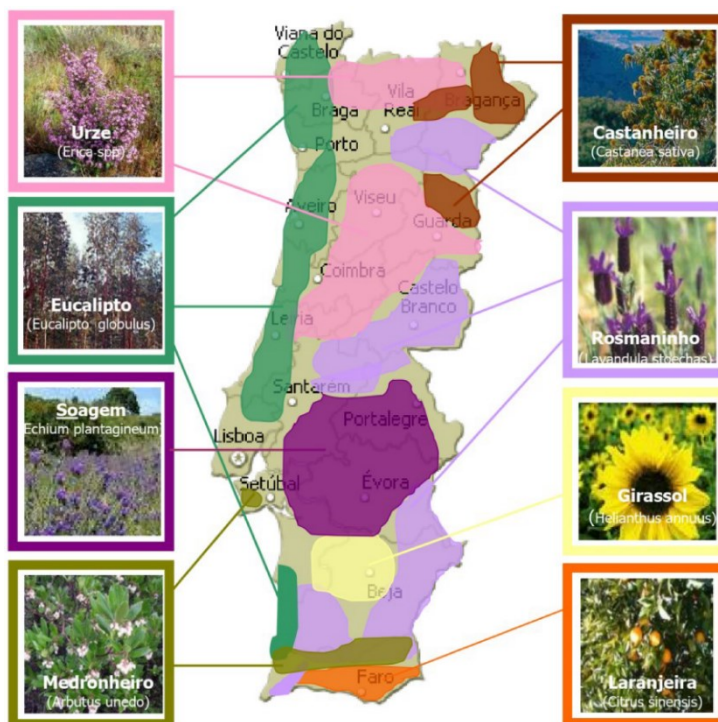 Urze
(Erica spp)
Eucalipto
(Eucalipto: globulus)
Soagem
Echium plantagineum)
Medronheiro
(Arbutus unedo)
Viana do
Castelo
Braga
Vila
Real
Bragança
Porto
Viseu
Aveiro
Guarda
Coimbra
Castelo
Branco
Leiria
Santarém
Portalegre
Lisboa
Setúbal
Évora
Beja
Faro
Castanheiro
(Castanea sativa)
Rosmaninho
(Lavandula stoechas)
Girassol
(Helianthus annuus)
Laranjeira
(Citrus sinensis)